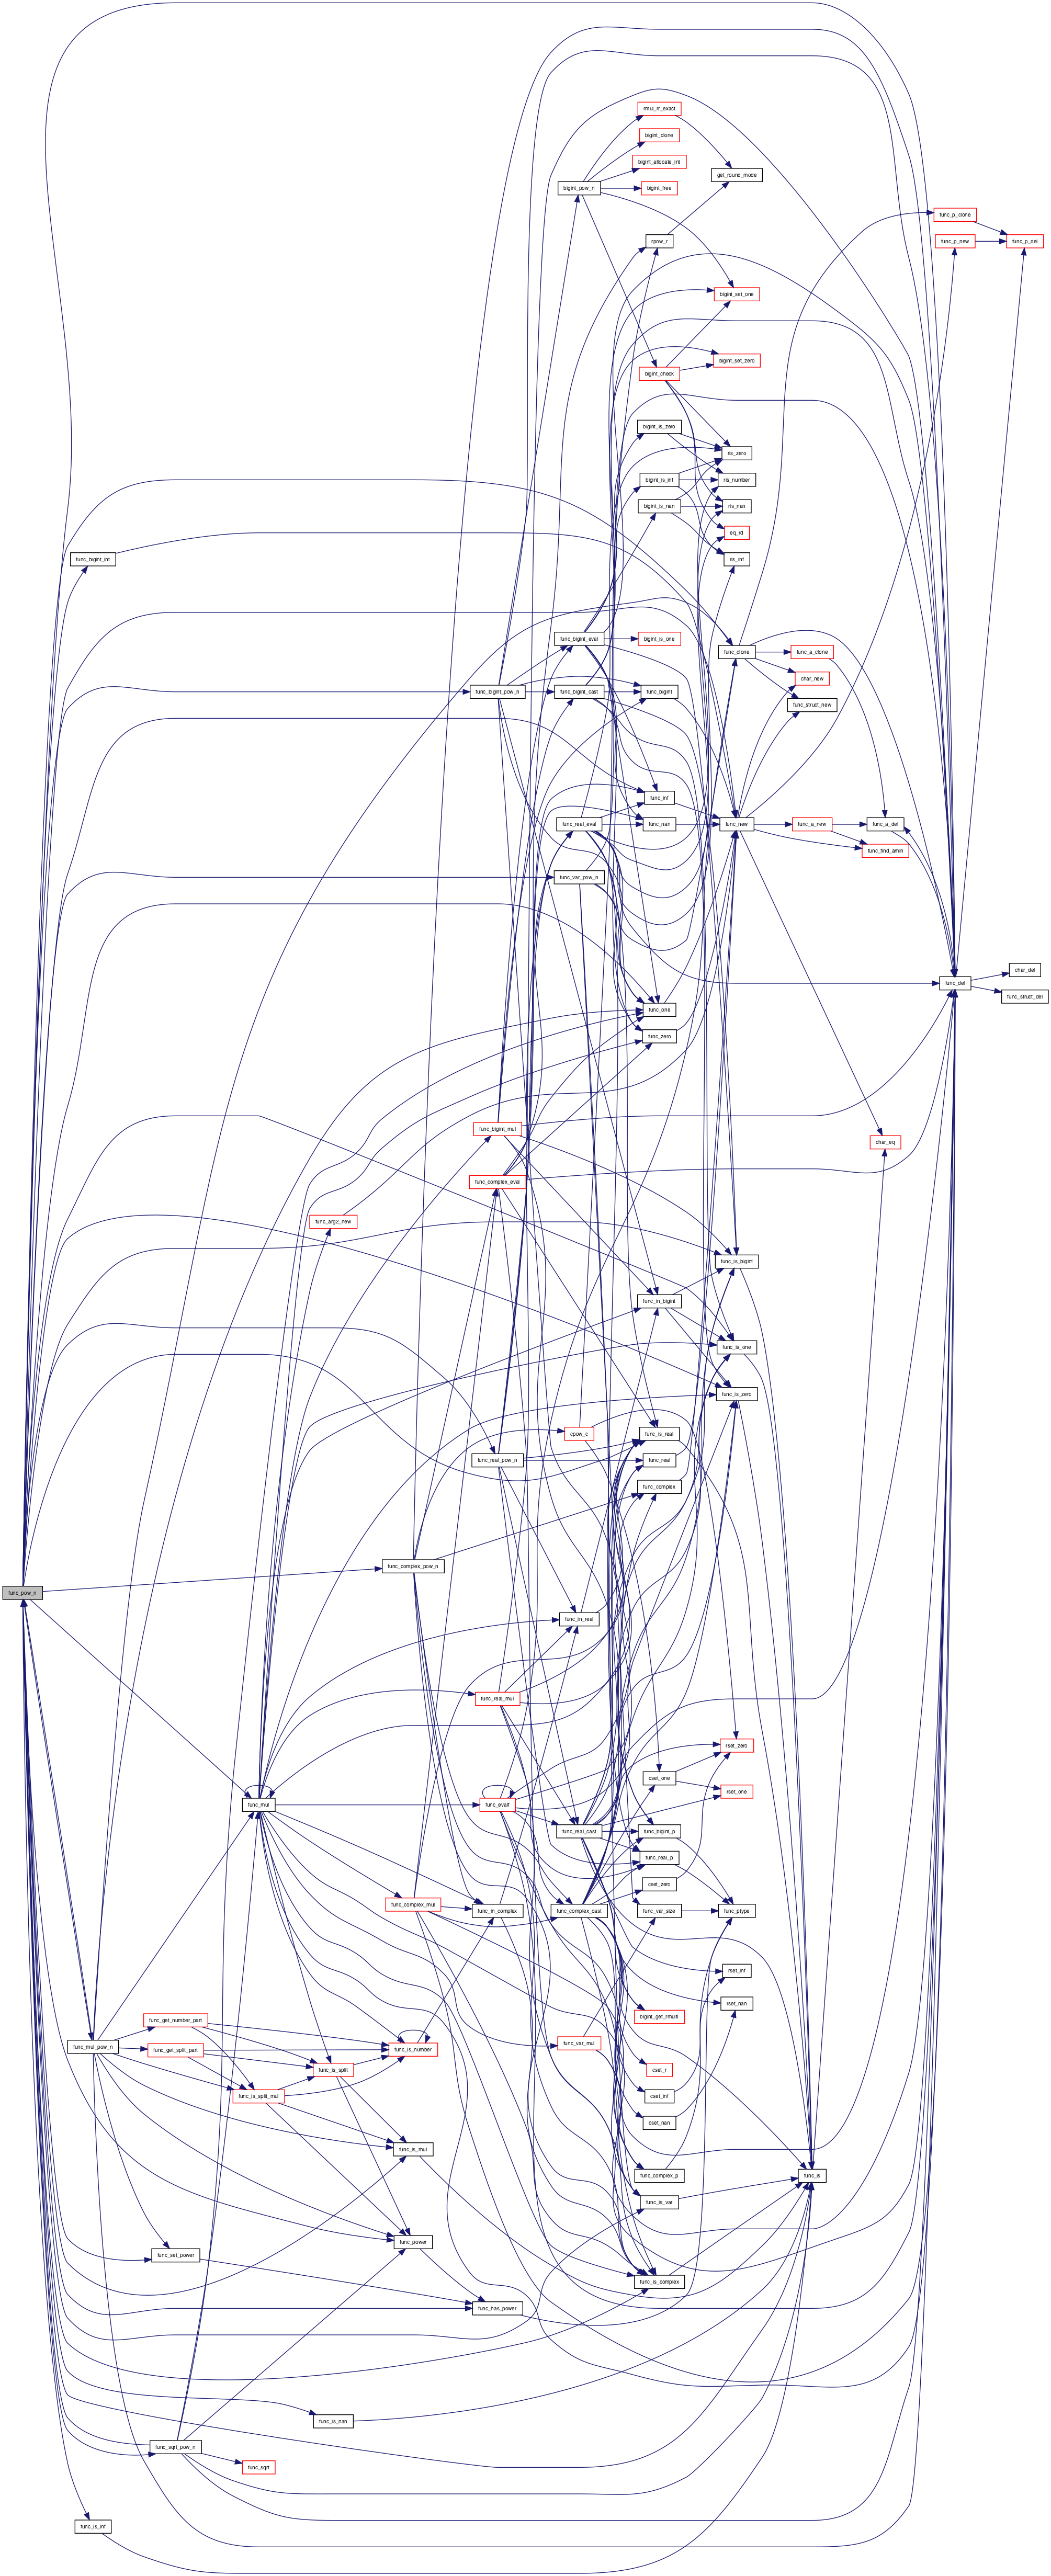 rmul_rr_exact
bigint_clone
bigint_allocate_int
get_round_mode
bigint_pow_n
bigint_free
func_p_clone
rpow_r
func_p_new
func_p_del
bigint_set_one
bigint_set_zero
bigint_check
bigint_is_zero
ris_zero
bigint_is_inf
ris_number
bigint_is_nan
ris_nan
eq_rd
func_bigint_int
ris_inf
func_bigint_eval
bigint_is_one
func_clone
func_a_clone
char_new
func_bigint_pow_n
func_bigint_cast
func_bigint
func_struct_new
func_inf
func_real_eval
func_nan
func_new
func_a_new
func_a_del
func_find_amin
func_var_pow_n
char_del
func_del
func_struct_del
func_one
func_zero
func_bigint_mul
char_eq
func_complex_eval
func_arg2_new
func_is_bigint
func_in_bigint
func_is_one
func_is_zero
cpow_c
func_is_real
func_real_pow_n
func_real
func_complex
func_complex_pow_n
func_pow_n
func_in_real
func_real_mul
rset_zero
cset_one
rset_one
func_mul
func_evalf
func_real_cast
func_bigint_p
func_real_p
cset_zero
func_complex_mul
func_in_complex
func_complex_cast
func_var_size
func_ptype
rset_inf
rset_nan
func_get_number_part
bigint_get_rmulti
func_mul_pow_n
func_get_split_part
func_is_number
func_var_mul
func_is_split
cset_r
func_is_split_mul
cset_inf
cset_nan
func_is_mul
func_complex_p
func_is
func_is_var
func_power
func_set_power
func_is_complex
func_has_power
func_is_nan
func_sqrt_pow_n
func_sqrt
func_is_inf